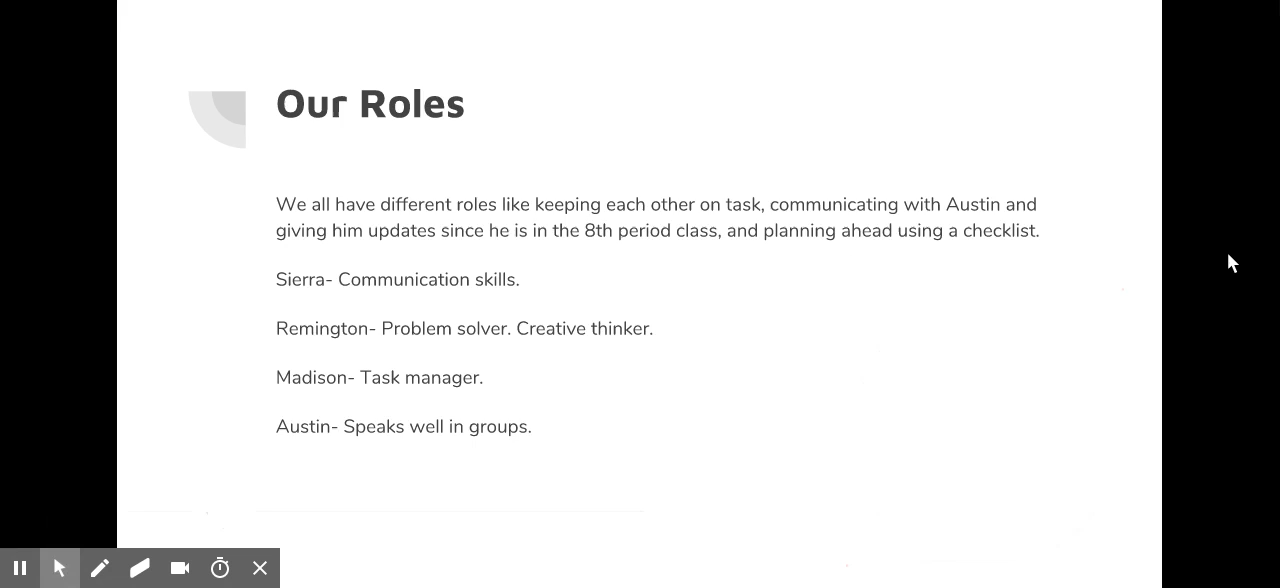 Our Roles
We all have different roles like keeping each other on task, communicating with Austin and
giving him updates since he is in the 8th period class, and planning ahead using a checklist.
Sierra- Communication skills.
Remington- Problem solver. Creative thinker.
Madison- Task manager.
Austin- Speaks well in groups.